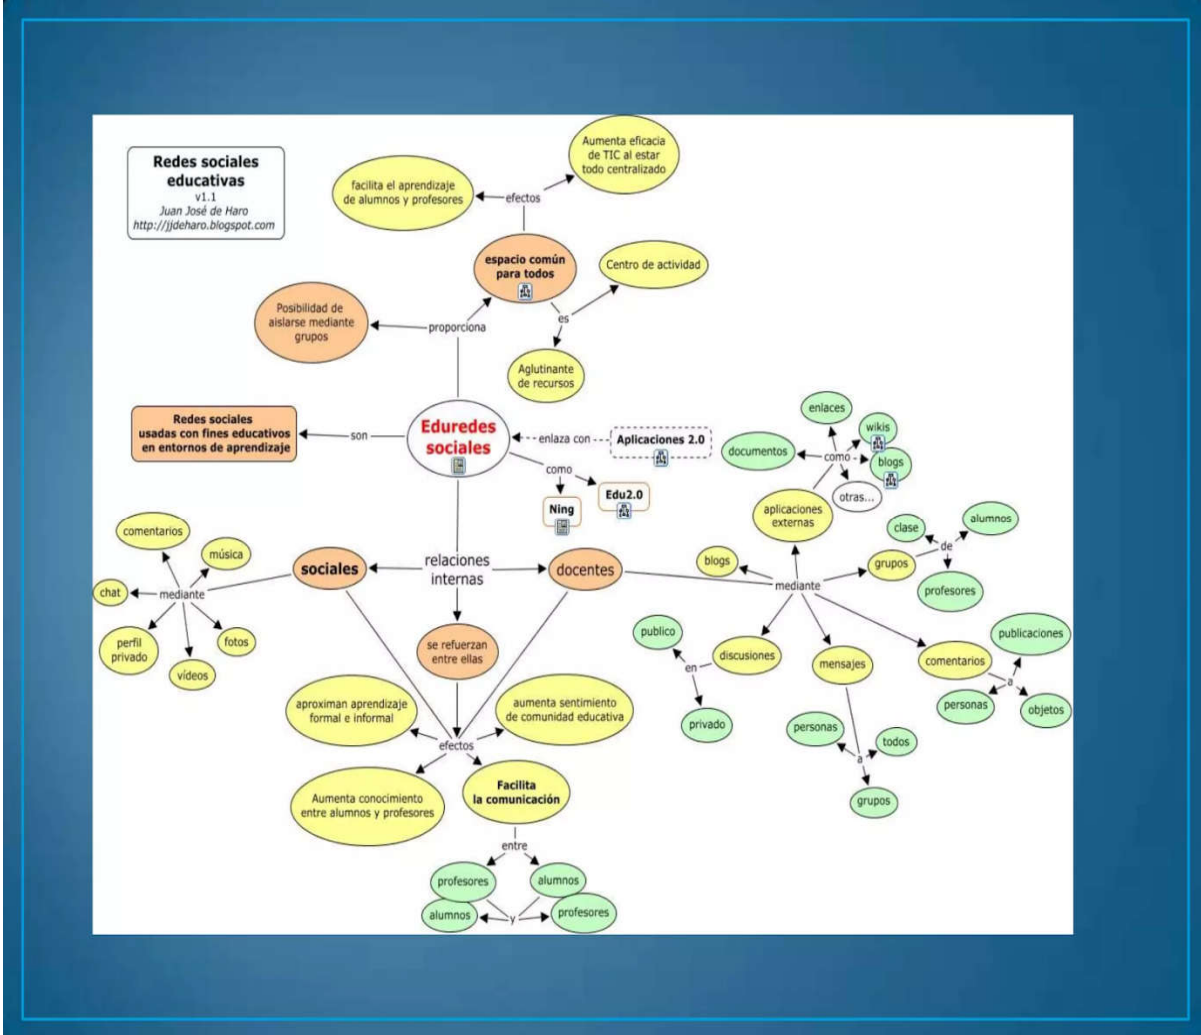 Redes sociales
educativas
v1.1
Juan José de Haro
http://jjdeharo.blogspot.com
Aumenta eficacia
de TIC al estar
todo centralizado
facilita el aprendizaje
de alumnos y profesores
efectos
espacio común
para todos
Centro de actividad
es
Aglutinante
de recursos
Posibilidad de
aislarse mediante
grupos
proporciona
Redes sociales
usadas con fines educativos
en entornos de aprendizaje
son
Eduredes
sociales
enlaza con
Aplicaciones 2.0
como
Ning
Edu2.0
relaciones
internas
sociales
docentes
comentarios
música
chat
mediante
perfil
privado
vídeos
fotos
se refuerzan
entre ellas
aproximan aprendizaje
formal e informal
aumenta sentimiento
de comunidad educativa
efectos
Aumenta conocimiento
entre alumnos y profesores
Facilita
la comunicación
entre
profesores
alumnos
alumnos
y
profesores
enlaces
wikis
documentos
como
blogs
otras...
aplicaciones
externas
blogs
mediante
grupos
clase
de
alumnos
profesores
publico
discusiones
en
privado
mensajes
personas
todos
a
grupos
comentarios
publicaciones
a
personas
objetos